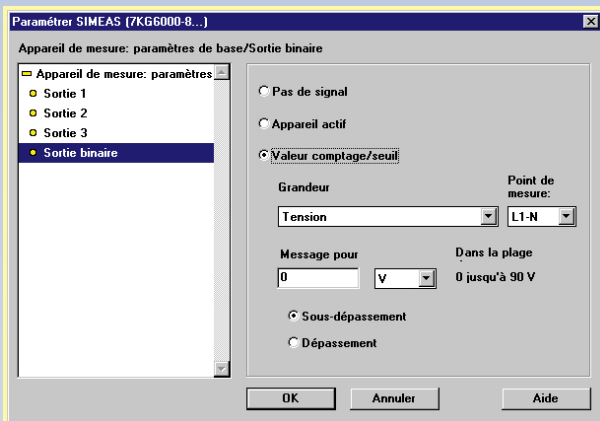 Paramétrer SIMEAS (7KG6000-8...)
Appareil de mesure: paramètres de base/Sortie binaire
Appareil de mesure: paramètres
Sortie 1
Sortie 2
Sortie 3
Sortie binaire
Pas de signal
Appareil actif
Valeur comptage/seuil
Grandeur
Point de mesure:
Tension
L1-N
Message pour
Dans la plage
0
V
0 jusqu'à 90 V
Sous-dépassement
Dépassement
OK
Annuler
Aide